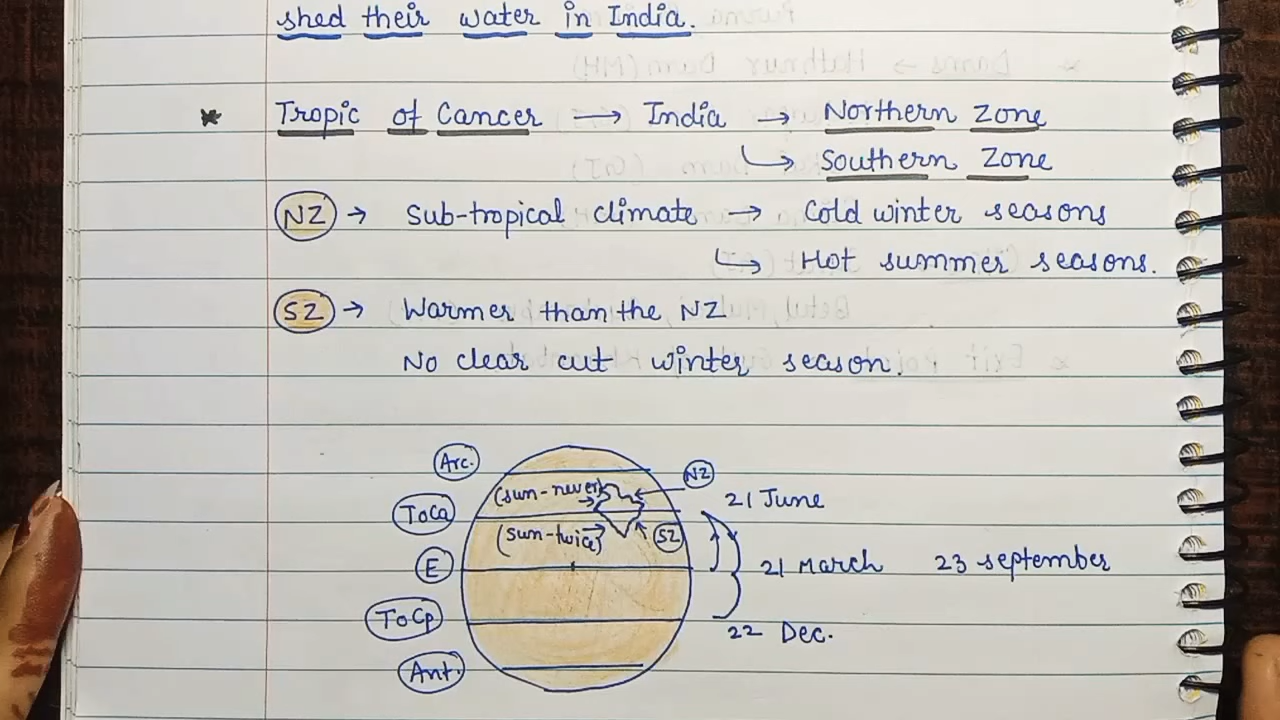 shed their water in India.
* Tropic of Cancer → India → Northern Zone
↳ Southern Zone
NZ → Sub-tropical climate → Cold winter seasons
↳ Hot summer seasons.
SZ → Warmer than the NZ
No clear cut winter season.
Arc.
NZ
(sun-never)
21 June
ToCa
(sun-twice)
SZ
E
21 March 23 september
ToCp
22 Dec.
Ant.